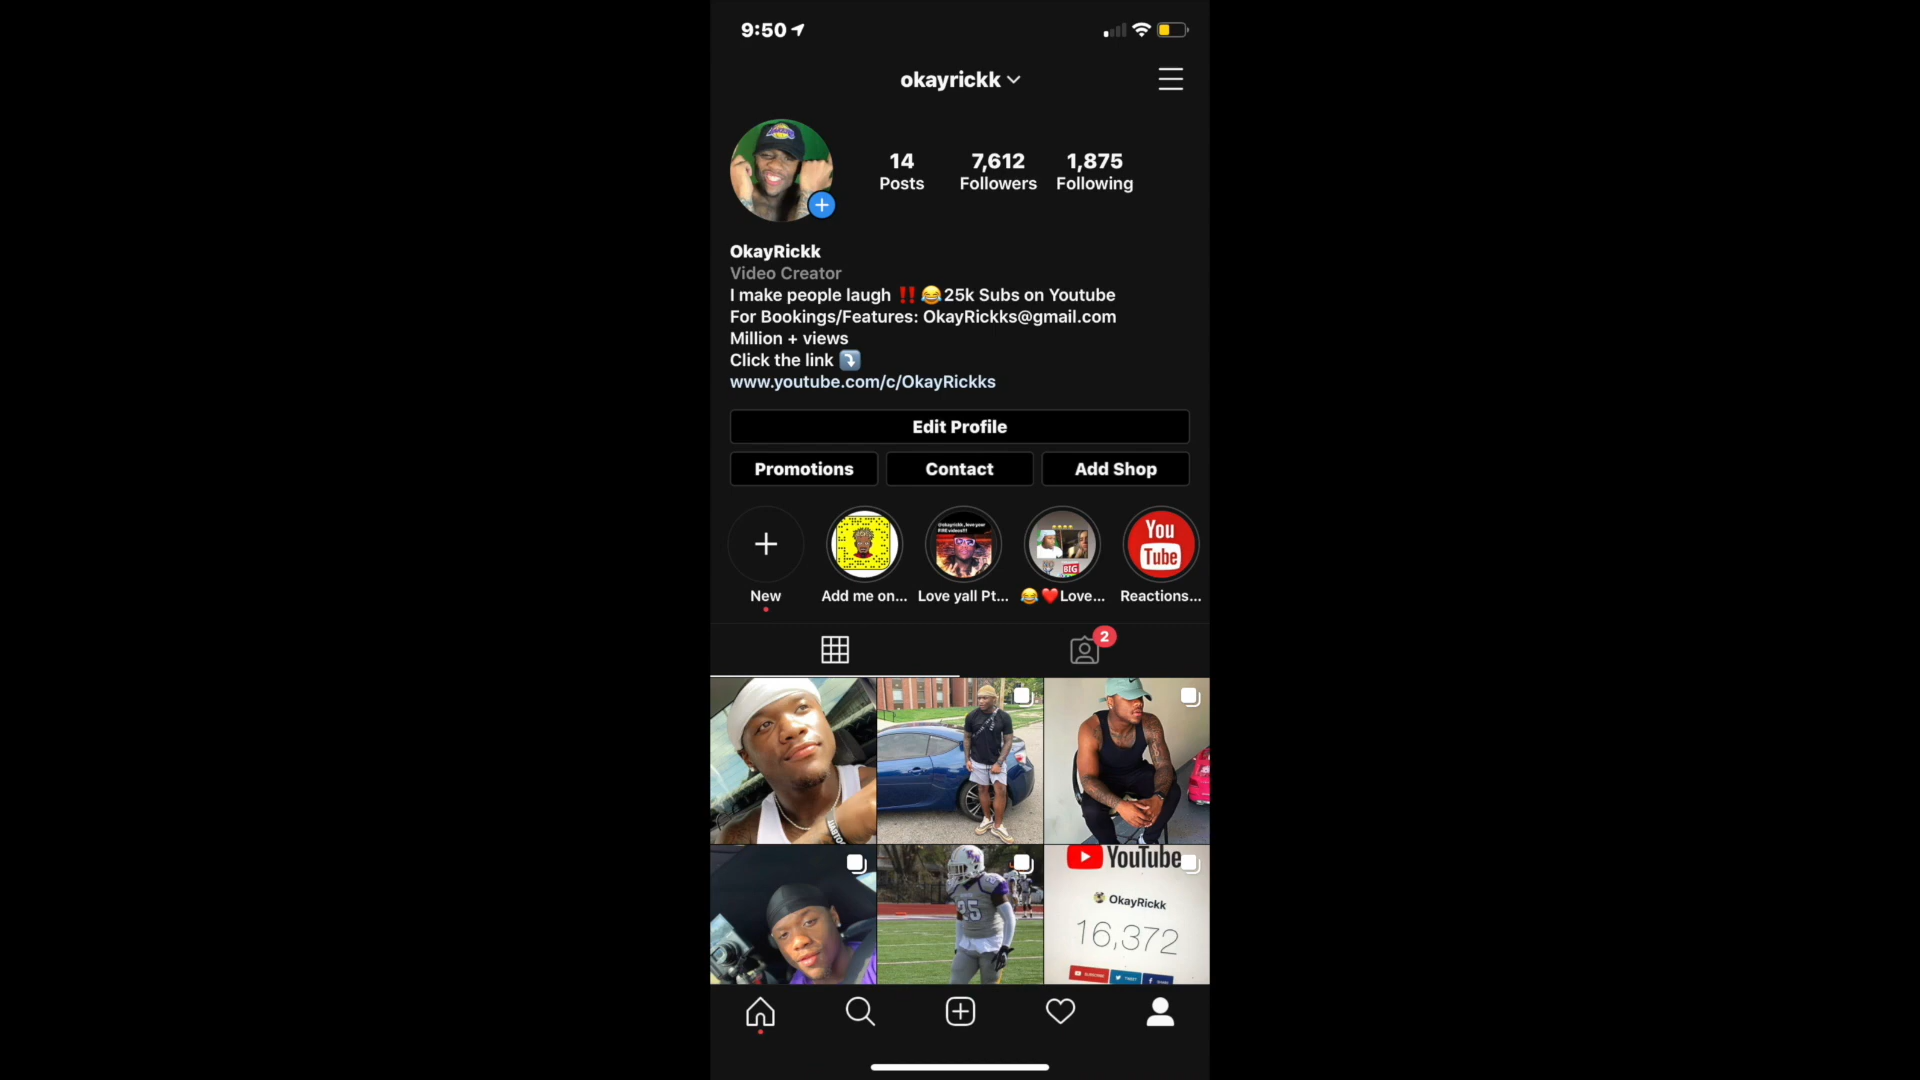 9:50
okayrickk
14 7,612 1,875
Posts Followers Following
OkayRickk
Video Creator
I make people laugh ‼️😂25k Subs on Youtube
For Bookings/Features: OkayRickks@gmail.com
Million + views
Click the link ⤵️
www.youtube.com/c/OkayRickks
Edit Profile
Promotions Contact Add Shop
You
Tube
BIG
New Add me on... Love yall Pt... 😂❤️Love... Reactions...
2
25
YouTube
OkayRickk
16,372